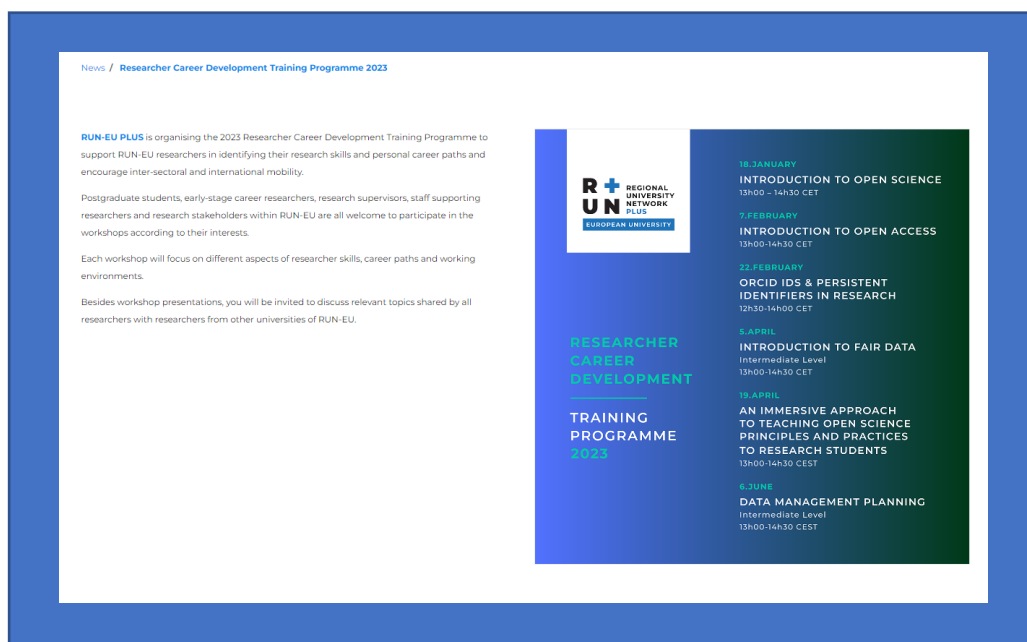 News / Researcher Career Development Training Programme 2023
RUN-EU PLUS is organising the 2023 Researcher Career Development Training Programme to
support RUN-EU researchers in identifying their research skills and personal career paths and
encourage inter-sectoral and international mobility.
Postgraduate students, early-stage career researchers, research supervisors, staff supporting
researchers and research stakeholders within RUN-EU are all welcome to participate in the
workshops according to their interests.
Each workshop will focus on different aspects of researcher skills, career paths and working
environments.
Besides workshop presentations, you will be invited to discuss relevant topics shared by all
researchers with researchers from other universities of RUN-EU.
R+
UN
REGIONAL
UNIVERSITY
NETWORK
PLUS
EUROPEAN UNIVERSITY
RESEARCHER
CAREER
DEVELOPMENT
TRAINING
PROGRAMME
2023
18.JANUARY
INTRODUCTION TO OPEN SCIENCE
13h00 – 14h30 CET
7.FEBRUARY
INTRODUCTION TO OPEN ACCESS
13h00-14h30 CET
22.FEBRUARY
ORCID IDS & PERSISTENT
IDENTIFIERS IN RESEARCH
12h30-14h00 CET
5.APRIL
INTRODUCTION TO FAIR DATA
Intermediate Level
13h00-14h30 CET
19.APRIL
AN IMMERSIVE APPROACH
TO TEACHING OPEN SCIENCE
PRINCIPLES AND PRACTICES
TO RESEARCH STUDENTS
13h00-14h30 CEST
6.JUNE
DATA MANAGEMENT PLANNING
Intermediate Level
13h00-14h30 CEST